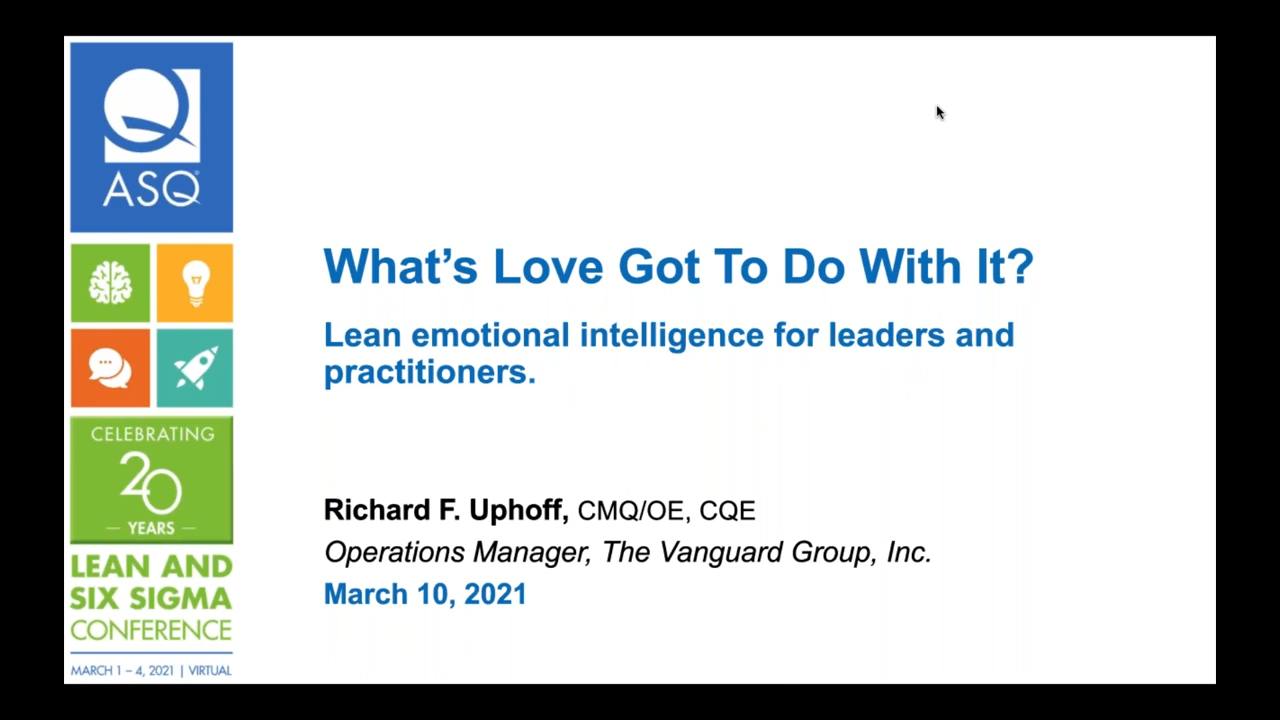 ASQ
CELEBRATING
20
YEARS
LEAN AND
SIX SIGMA
CONFERENCE
MARCH 1 – 4, 2021 | VIRTUAL
What’s Love Got To Do With It?
Lean emotional intelligence for leaders and
practitioners.
Richard F. Uphoff, CMQ/OE, CQE
Operations Manager, The Vanguard Group, Inc.
March 10, 2021